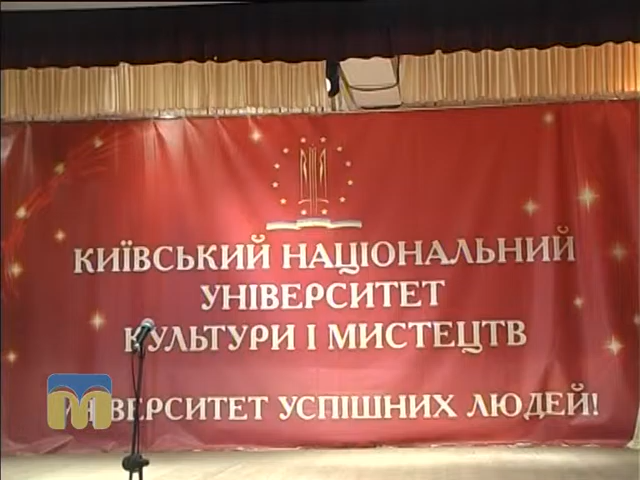 КИЇВСЬКИЙ НАЦІОНАЛЬНИЙ
УНІВЕРСИТЕТ
КУЛЬТУРИ І МИСТЕЦТВ
УНІВЕРСИТЕТ УСПІШНИХ ЛЮДЕЙ!